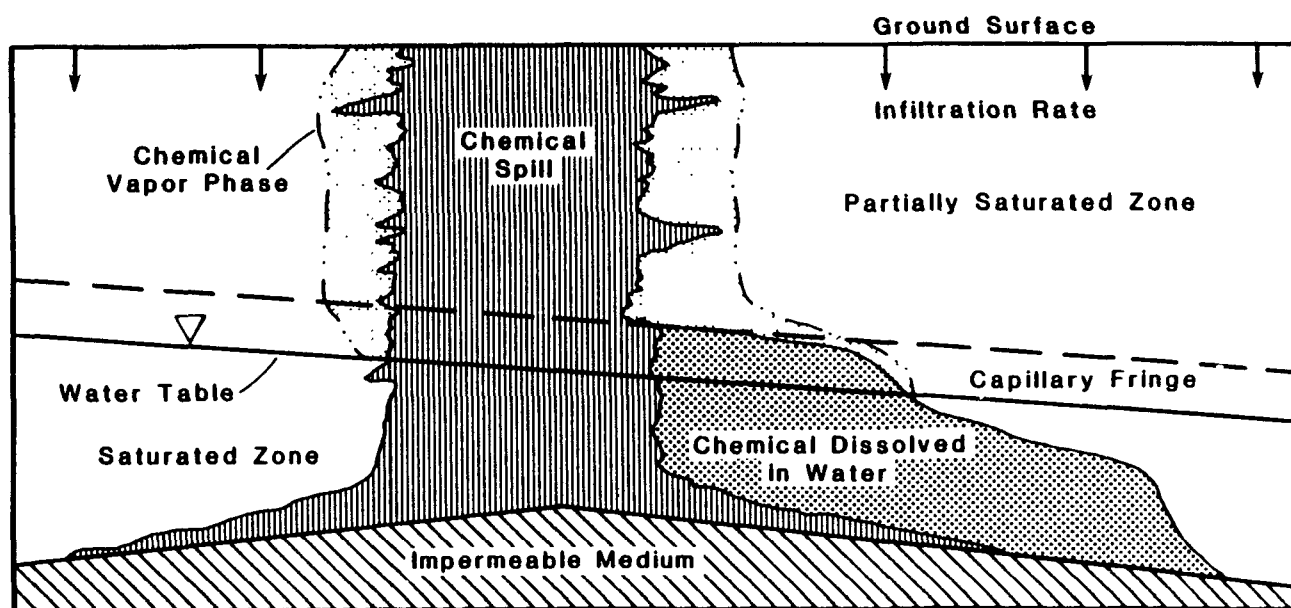 Ground Surface
Infiltration Rate
Chemical
Spill
Chemical
Vapor Phase
Partially Saturated Zone
Water Table
Capillary Fringe
Saturated Zone
Chemical Dissolved
in Water
Impermeable Medium